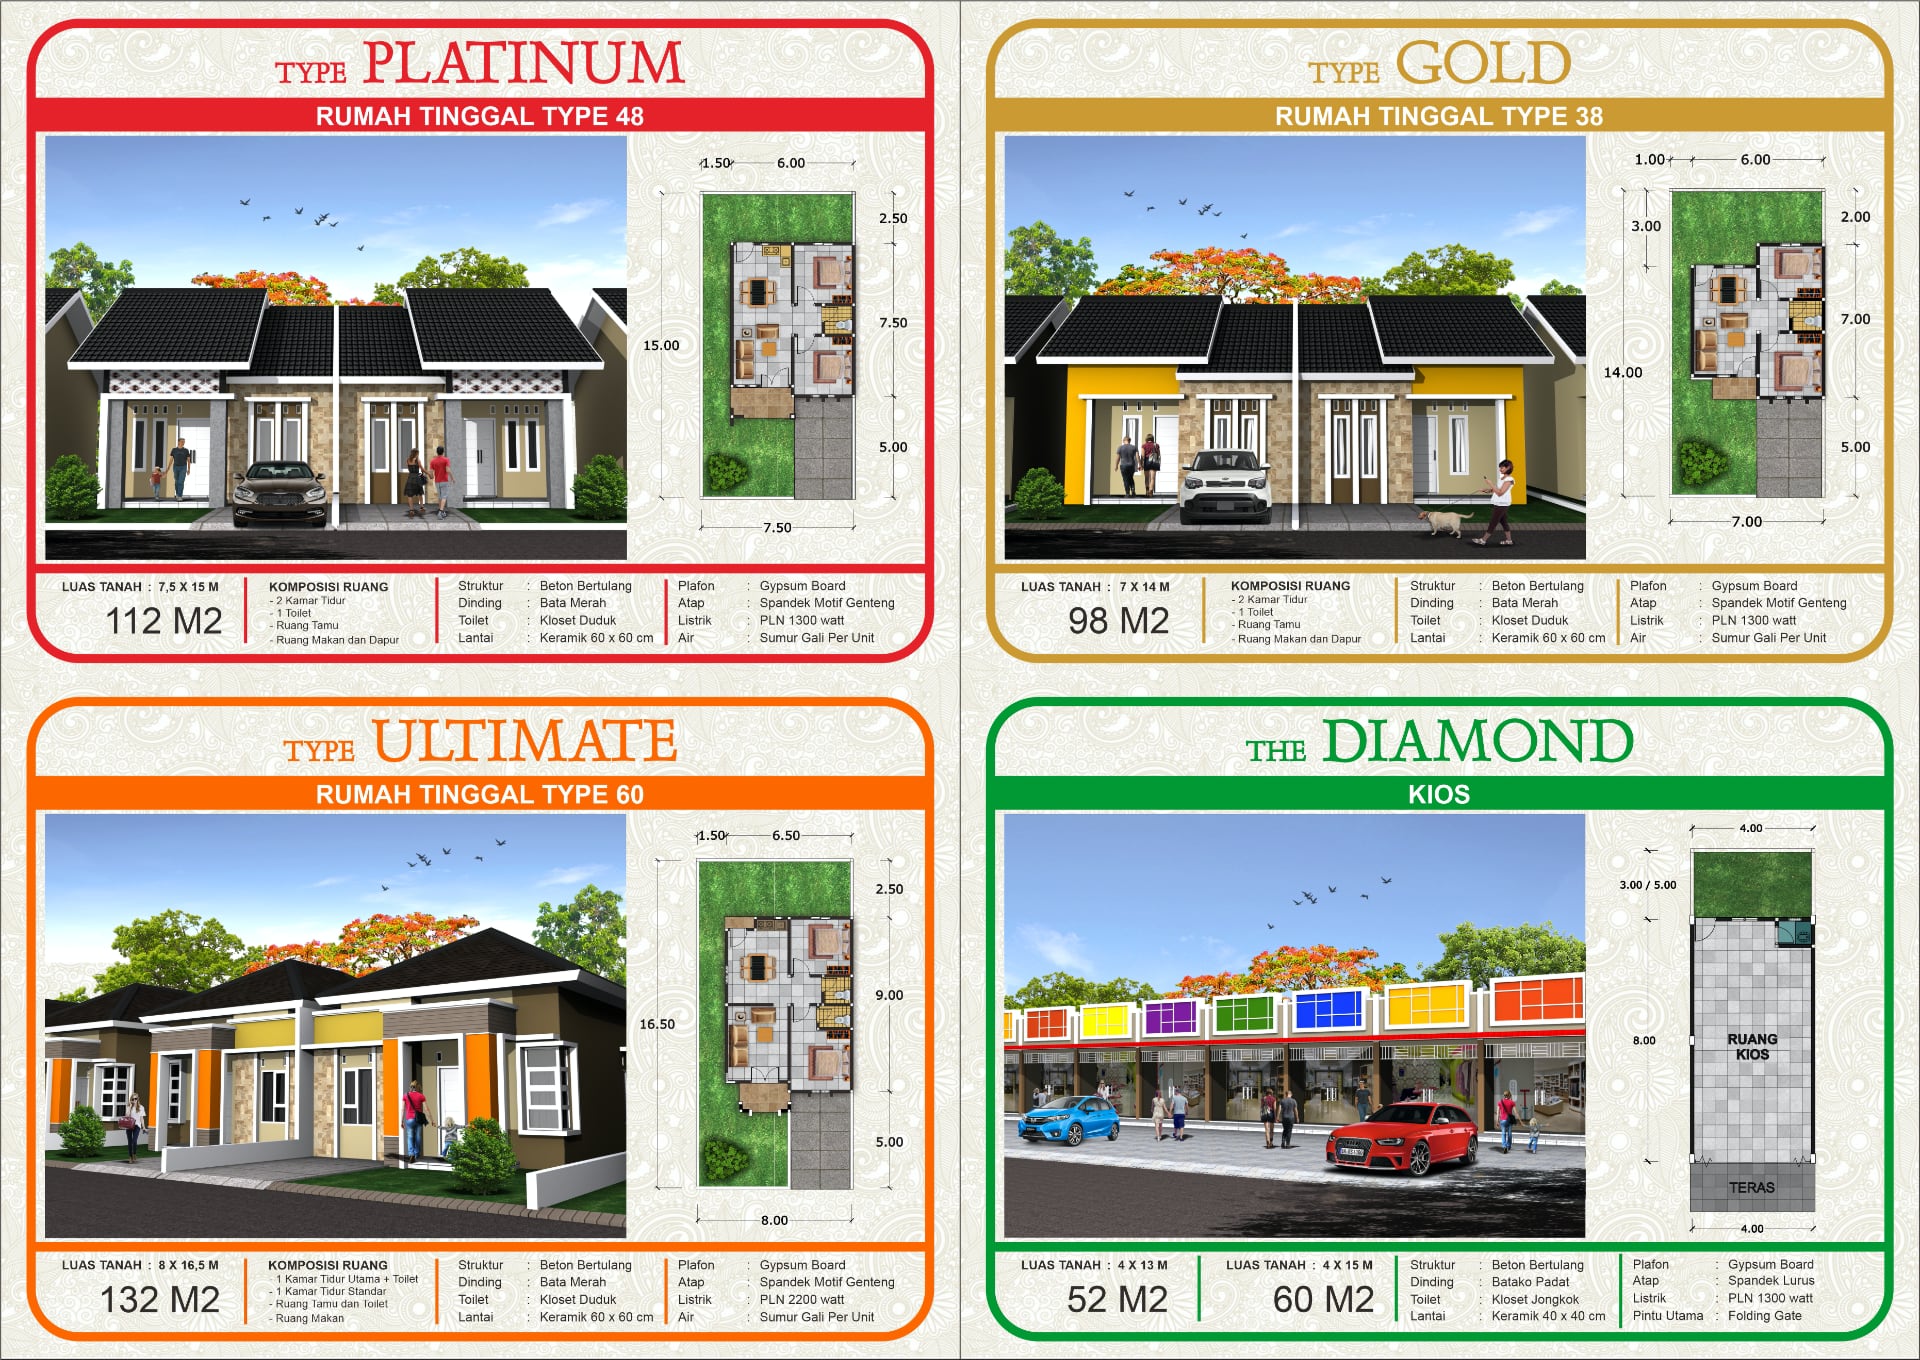 TYPE PLATINUM
RUMAH TINGGAL TYPE 48
1.50 6.00
2.50
7.50
15.00
5.00
7.50
LUAS TANAH : 7,5 X 15 M
112 M2
KOMPOSISI RUANG
- 2 Kamar Tidur
- 1 Toilet
- Ruang Tamu
- Ruang Makan dan Dapur
Struktur : Beton Bertulang
Dinding : Bata Merah
Toilet : Kloset Duduk
Lantai : Keramik 60 x 60 cm
Plafon : Gypsum Board
Atap : Spandek Motif Genteng
Listrik : PLN 1300 watt
Air : Sumur Gali Per Unit
TYPE GOLD
RUMAH TINGGAL TYPE 38
1.00 6.00
2.00
3.00
7.00
14.00
5.00
7.00
LUAS TANAH : 7 X 14 M
98 M2
KOMPOSISI RUANG
- 2 Kamar Tidur
- 1 Toilet
- Ruang Tamu
- Ruang Makan dan Dapur
Struktur : Beton Bertulang
Dinding : Bata Merah
Toilet : Kloset Duduk
Lantai : Keramik 60 x 60 cm
Plafon : Gypsum Board
Atap : Spandek Motif Genteng
Listrik : PLN 1300 watt
Air : Sumur Gali Per Unit
TYPE ULTIMATE
RUMAH TINGGAL TYPE 60
1.50 6.50
2.50
9.00
16.50
5.00
8.00
LUAS TANAH : 8 X 16,5 M
132 M2
KOMPOSISI RUANG
- 1 Kamar Tidur Utama + Toilet
- 1 Kamar Tidur Standar
- Ruang Tamu dan Toilet
- Ruang Makan
Struktur : Beton Bertulang
Dinding : Bata Merah
Toilet : Kloset Duduk
Lantai : Keramik 60 x 60 cm
Plafon : Gypsum Board
Atap : Spandek Motif Genteng
Listrik : PLN 2200 watt
Air : Sumur Gali Per Unit
THE DIAMOND
KIOS
4.00
3.00 / 5.00
8.00
RUANG
KIOS
TERAS
4.00
LUAS TANAH : 4 X 13 M
52 M2
LUAS TANAH : 4 X 15 M
60 M2
Struktur : Beton Bertulang
Dinding : Batako Padat
Toilet : Kloset Jongkok
Lantai : Keramik 40 x 40 cm
Plafon : Gypsum Board
Atap : Spandek Lurus
Listrik : PLN 1300 watt
Pintu Utama : Folding Gate